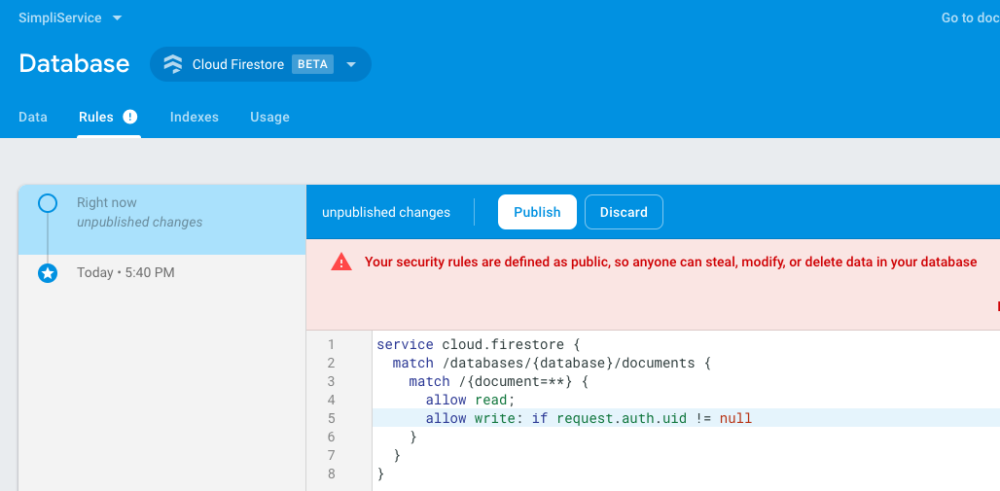 SimpliService
Go to doc
Database
Cloud Firestore BETA
Data Rules ! Indexes Usage
Right now
unpublished changes
Today • 5:40 PM
unpublished changes Publish Discard
Your security rules are defined as public, so anyone can steal, modify, or delete data in your database
1 service cloud.firestore {
2 match /databases/{database}/documents {
3 match /{document=**} {
4 allow read;
5 allow write: if request.auth.uid != null
6 }
7 }
8 }